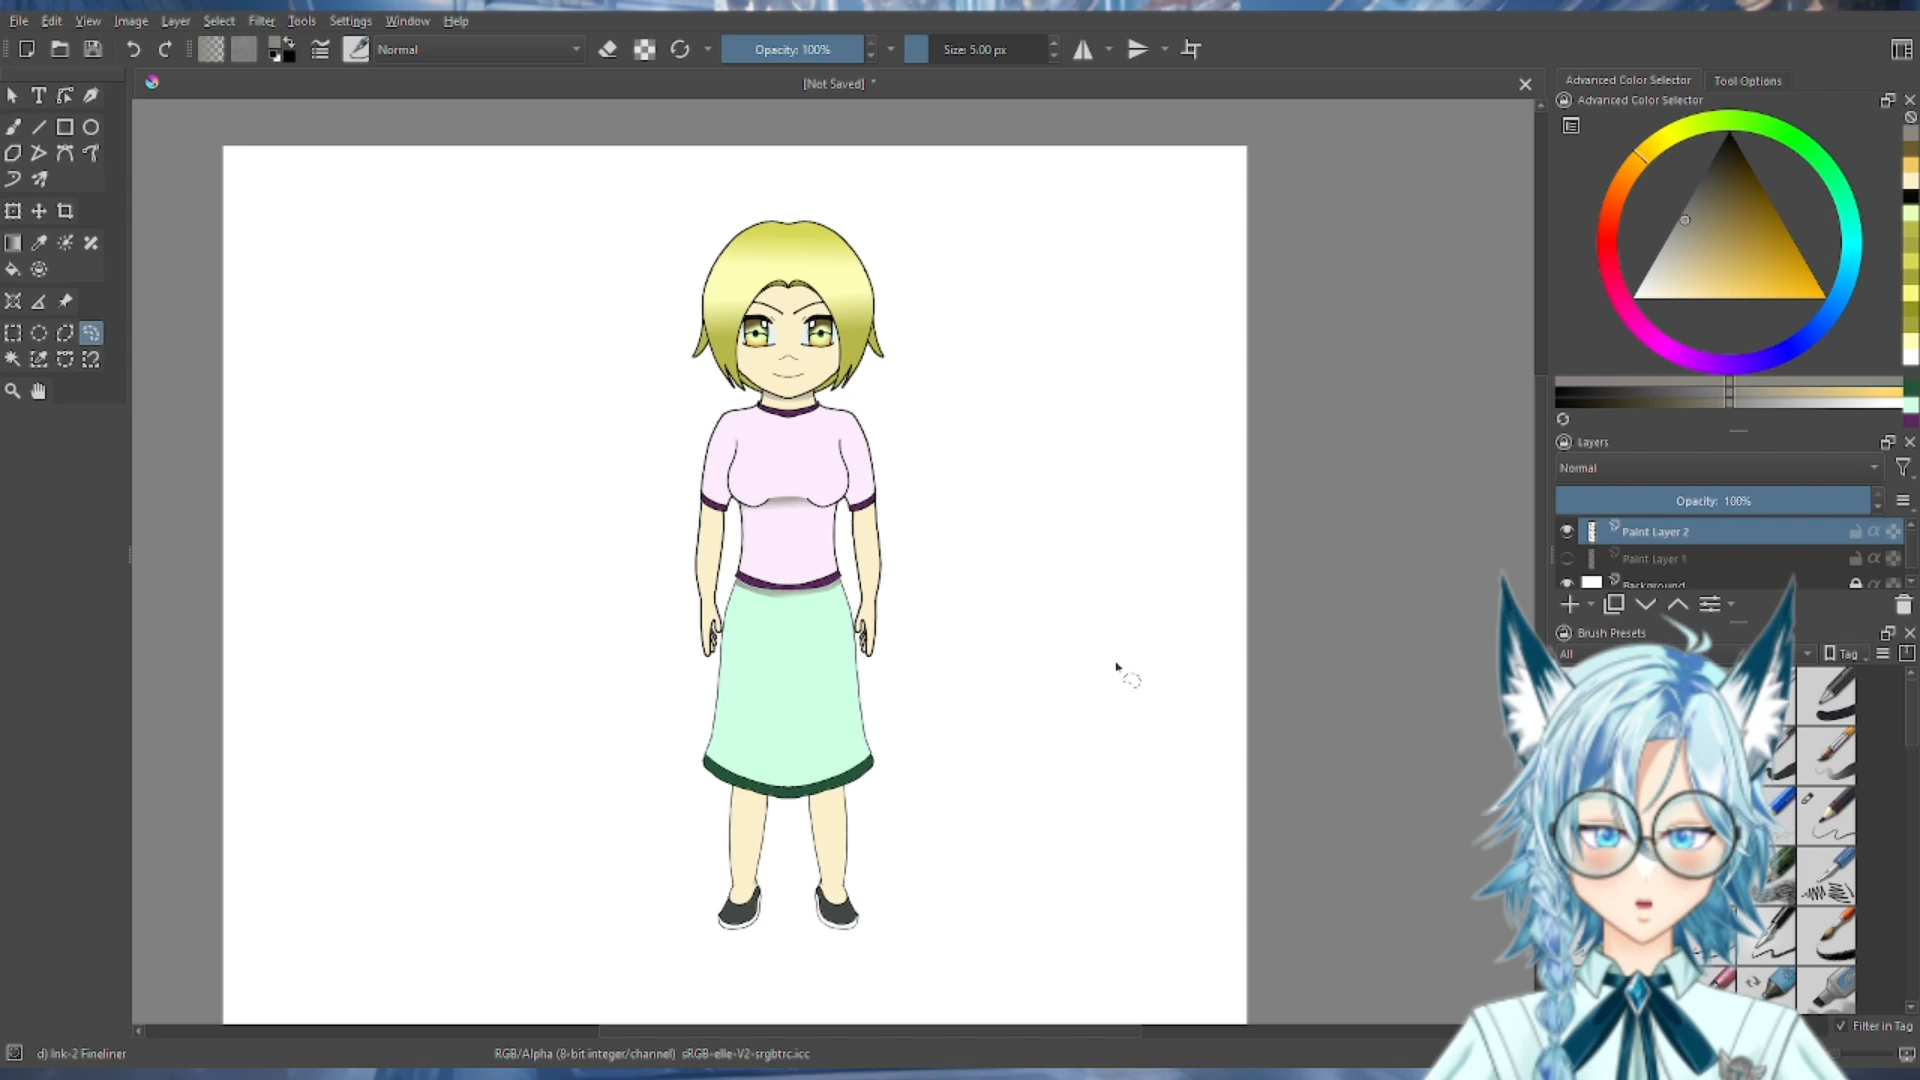 File Edit View Image Layer Select Filter Tools Settings Window Help
Normal Opacity: 100% Size: 5.00 px
[Not Saved] *
Advanced Color Selector Tool Options
Advanced Color Selector
Layers
Normal
Opacity: 100%
Paint Layer 2
Paint Layer 1
Background
Brush Presets
All Tag
Filter in Tag
d) Ink-2 Fineliner RGB/Alpha (8-bit integer/channel) sRGB-elle-V2-srgbtrc.icc